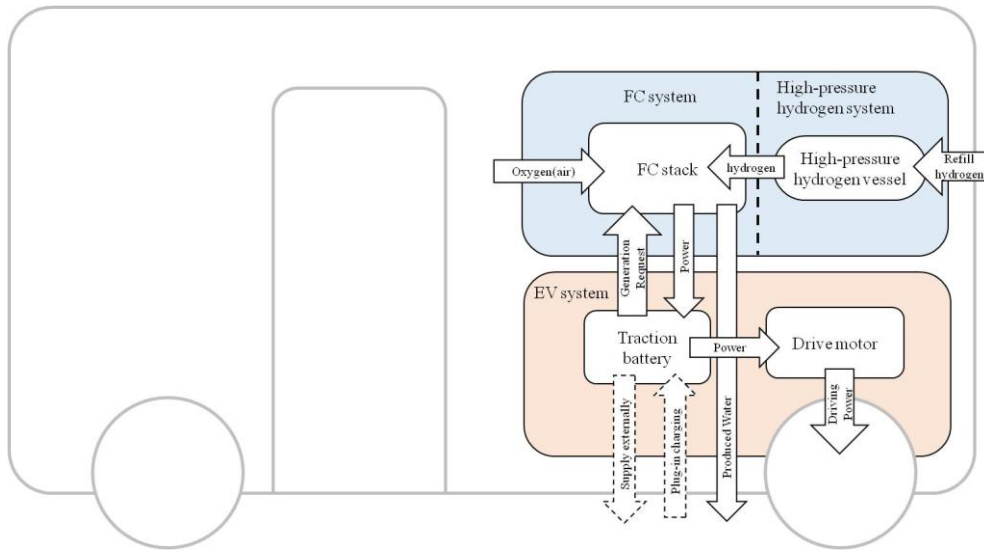 FC system
High-pressure
hydrogen system
Oxygen(air)
FC stack
hydrogen
High-pressure
hydrogen vessel
Refill
hydrogen
Generation
Request
Power
EV system
Traction
battery
Power
Drive motor
Driving
Power
Supply externally
Plug-in charging
Produced Water